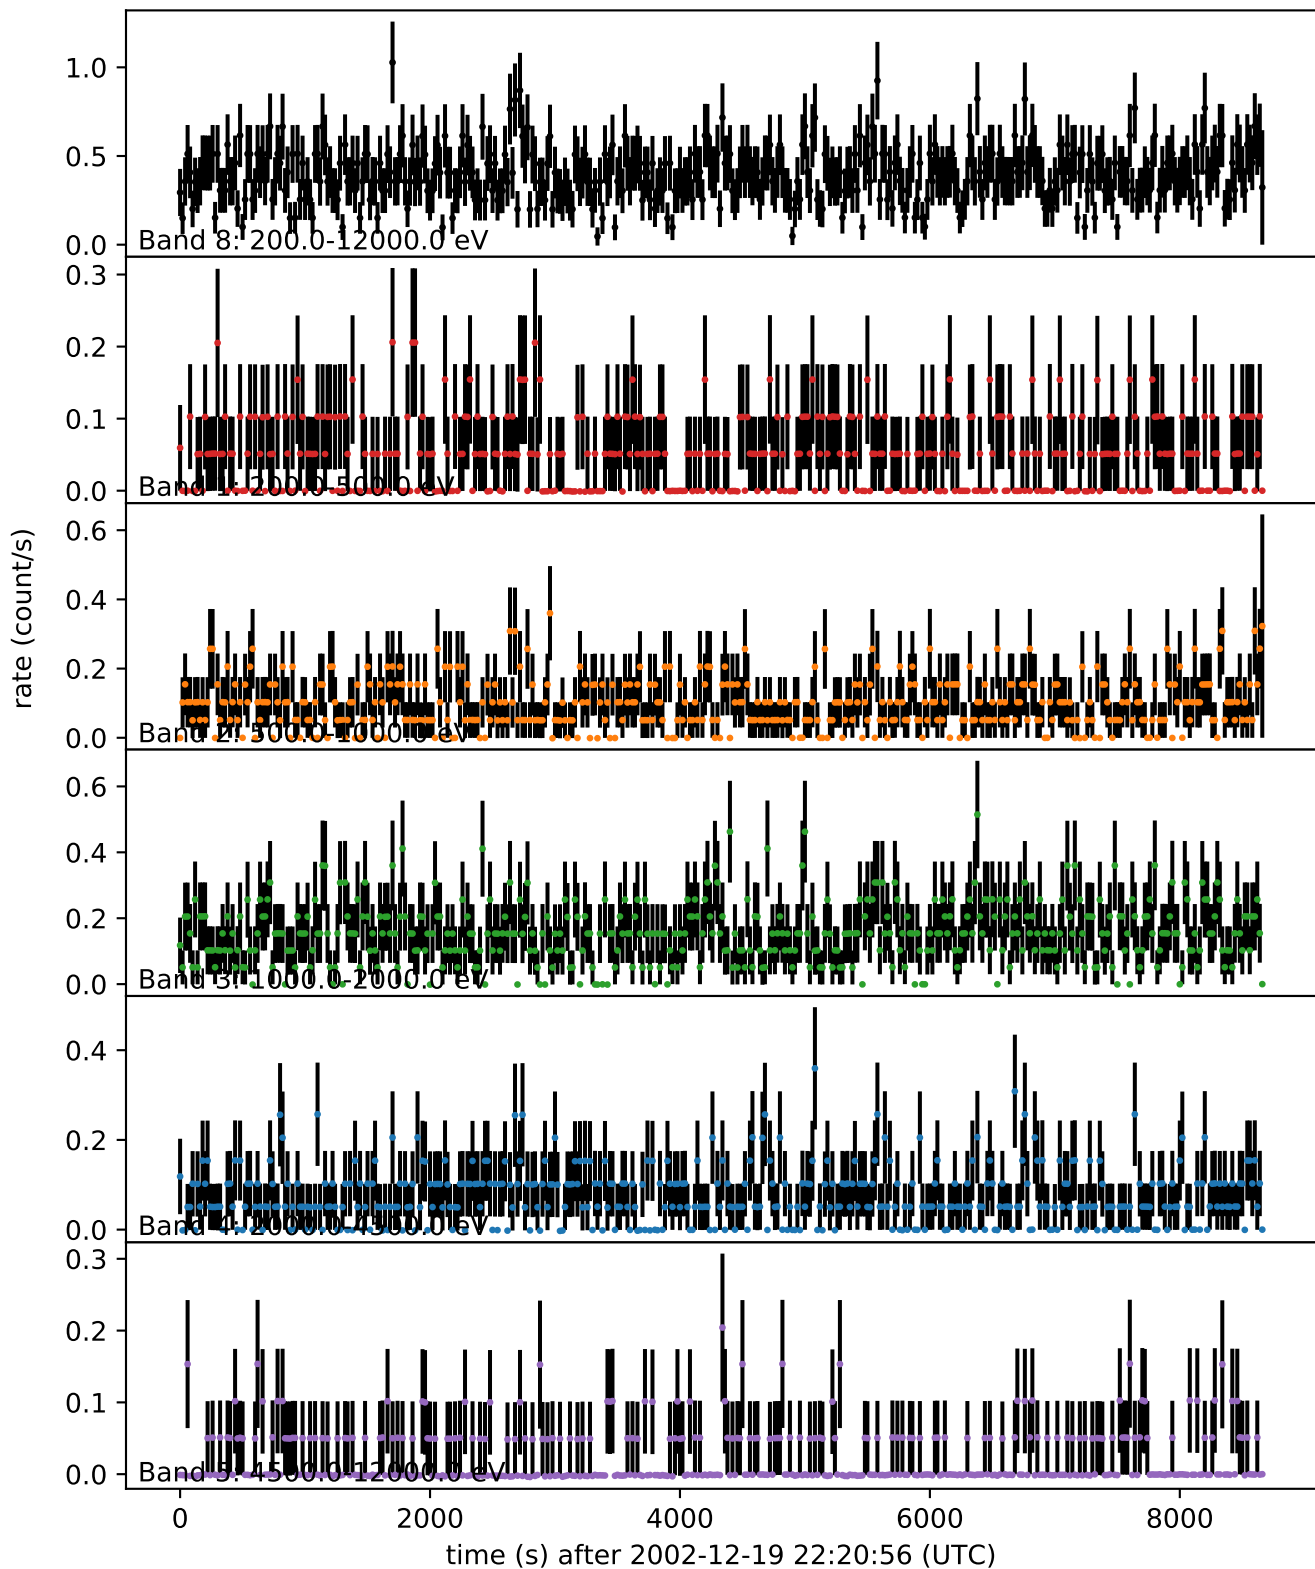 1.0
0.5
0.0
Band 8: 200.0-12000.0 eV
0.3
0.2
0.1
0.0
Band 1: 200.0-500.0 eV
rate (count/s)
0.6
0.4
0.2
0.0
Band 2: 500.0-1000.0 eV
0.6
0.4
0.2
0.0
Band 3: 1000.0-2000.0 eV
0.4
0.2
0.0
Band 4: 2000.0-4500.0 eV
0.3
0.2
0.1
0.0
Band 5: 4500.0-12000.0 eV
0 2000 4000 6000 8000
time (s) after 2002-12-19 22:20:56 (UTC)